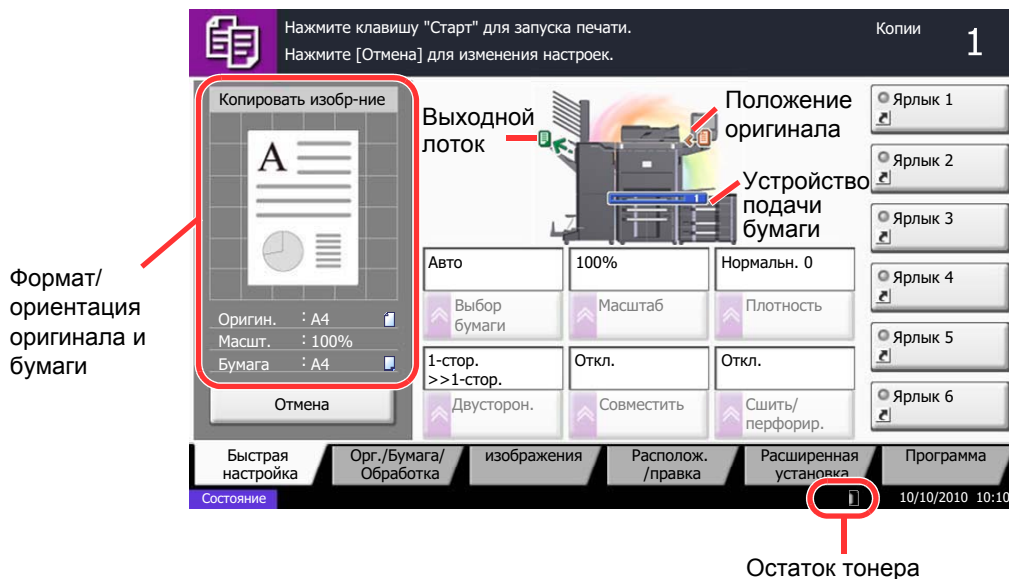 Нажмите клавишу "Старт" для запуска печати.
Нажмите [Отмена] для изменения настроек.
Копии
1
Копировать изобр-ние
A
Оригин. : A4
Масшт. : 100%
Бумага : A4
Отмена
Формат/
ориентация
оригинала и
бумаги
Выходной
лоток
Положение
оригинала
Устройство
подачи
бумаги
1
Авто
Выбор
бумаги
100%
Масштаб
Нормальн. 0
Плотность
1-стор.
>>1-стор.
Двусторон.
Откл.
Совместить
Откл.
Сшить/
перфорир.
Ярлык 1
Ярлык 2
Ярлык 3
Ярлык 4
Ярлык 5
Ярлык 6
Быстрая
настройка
Орг./Бумага/
Обработка
изображения
Располож.
/правка
Расширенная
установка
Программа
Состояние
10/10/2010 10:10
Остаток тонера